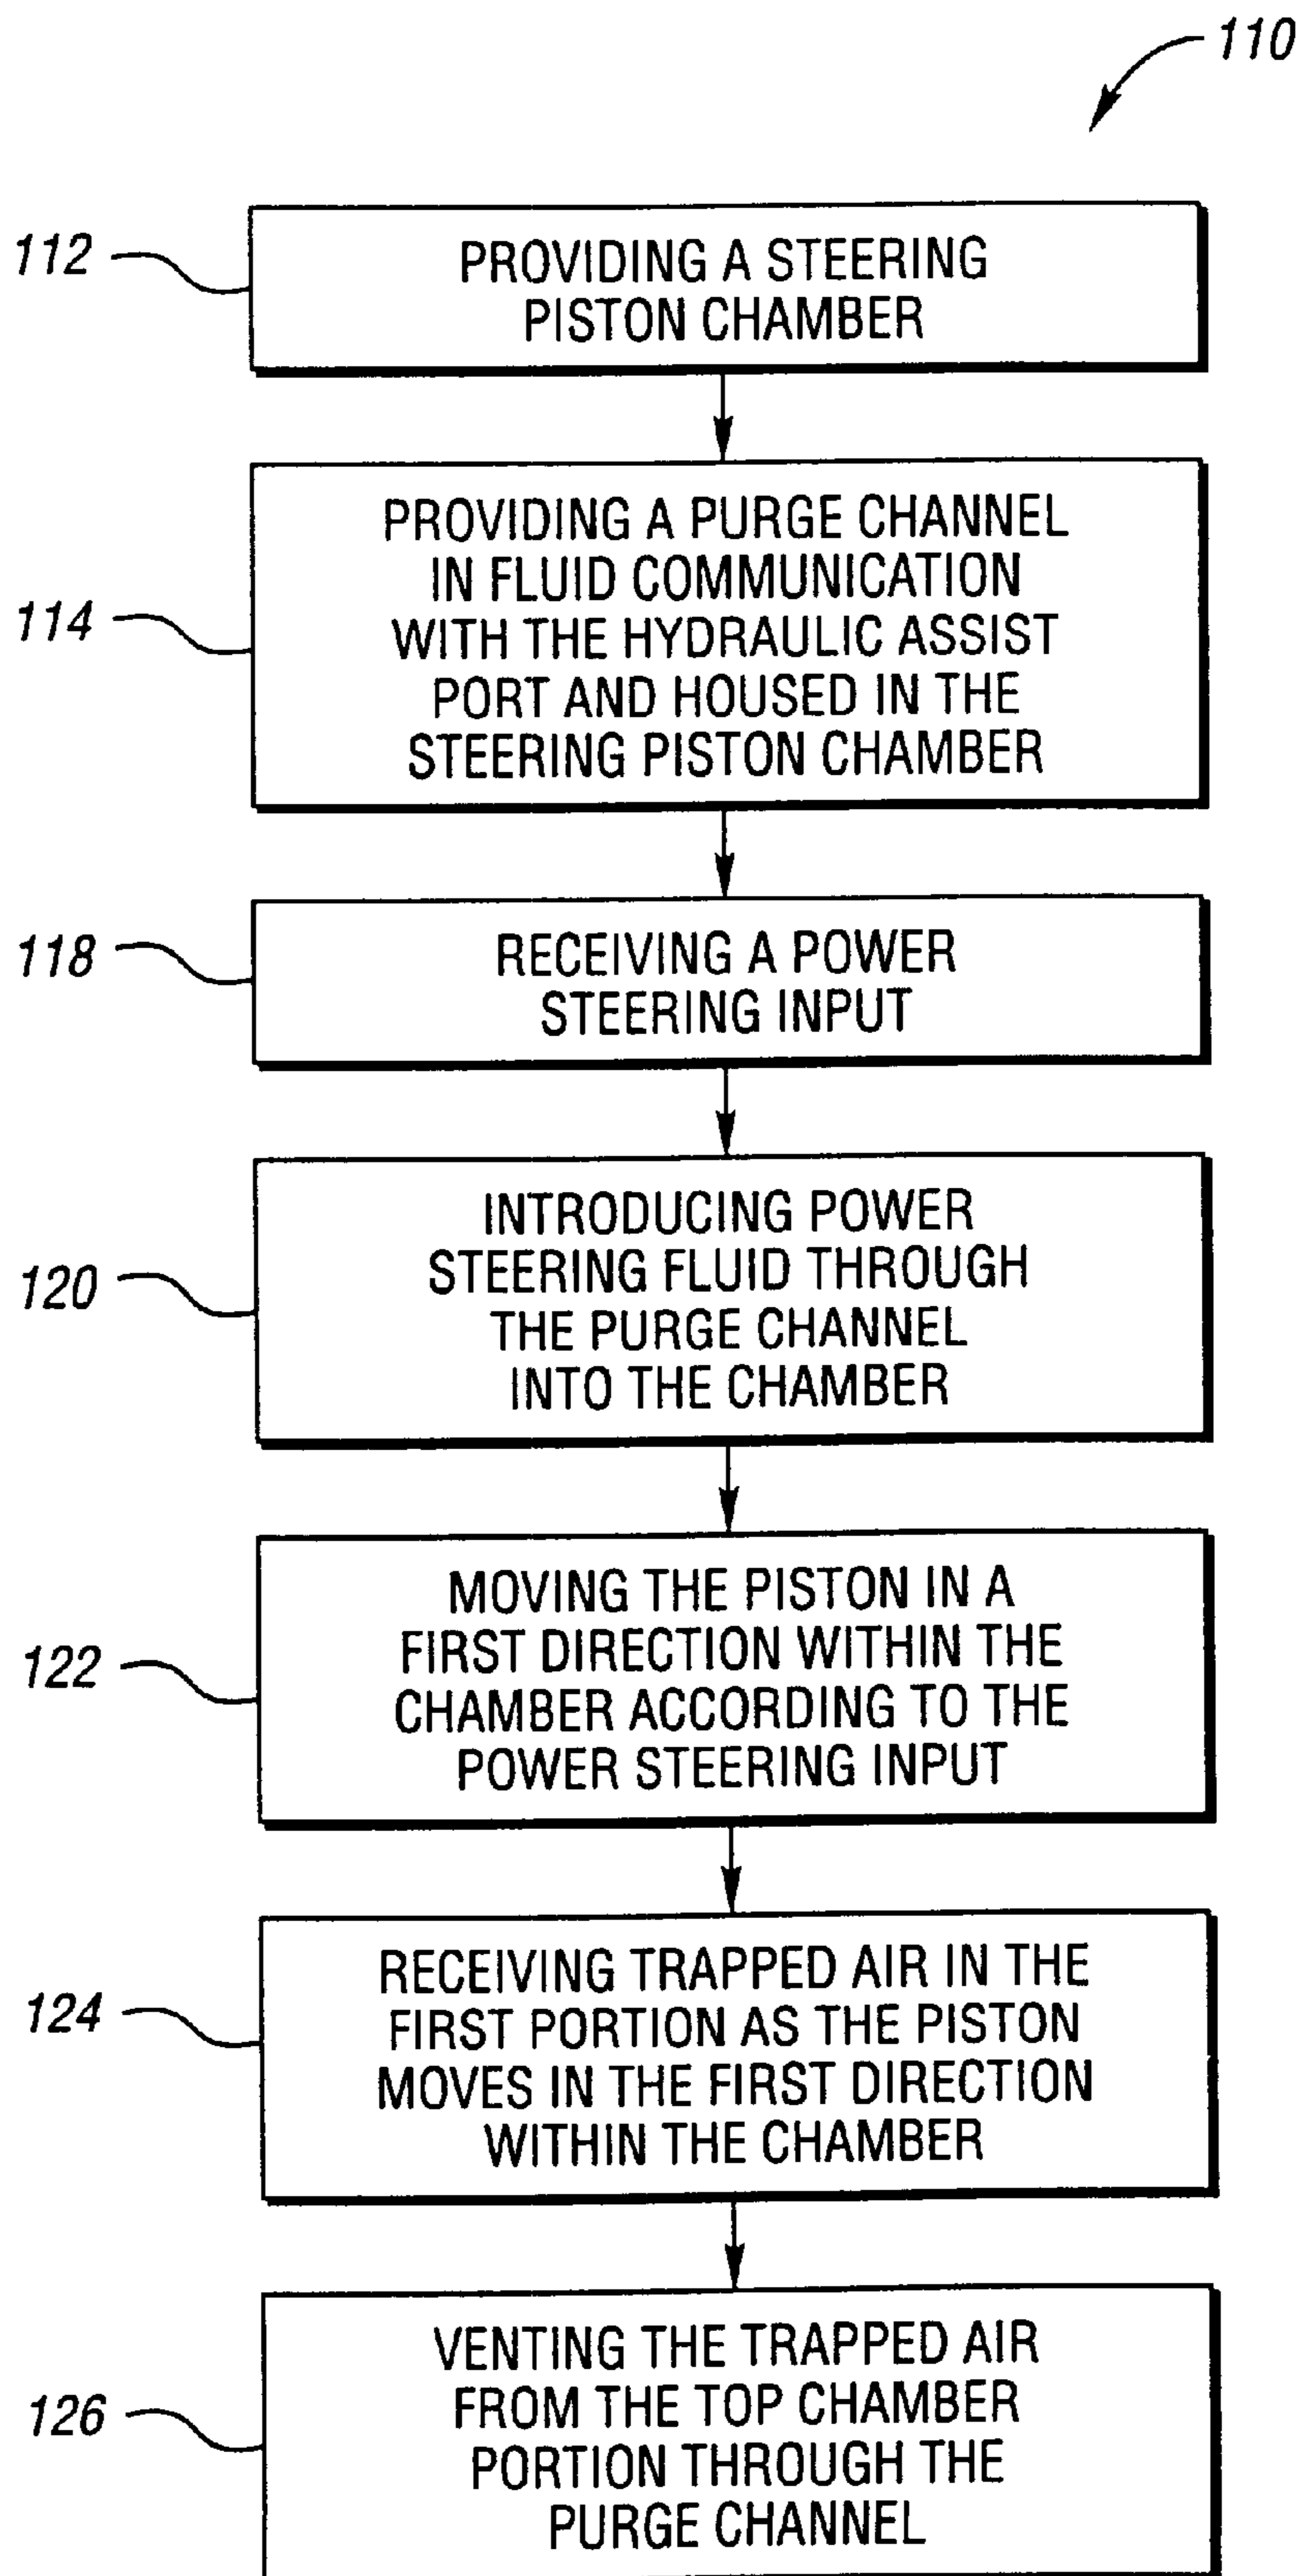 110
112
PROVIDING A STEERING
PISTON CHAMBER
114
PROVIDING A PURGE CHANNEL
IN FLUID COMMUNICATION
WITH THE HYDRAULIC ASSIST
PORT AND HOUSED IN THE
STEERING PISTON CHAMBER
118
RECEIVING A POWER
STEERING INPUT
120
INTRODUCING POWER
STEERING FLUID THROUGH
THE PURGE CHANNEL
INTO THE CHAMBER
122
MOVING THE PISTON IN A
FIRST DIRECTION WITHIN THE
CHAMBER ACCORDING TO THE
POWER STEERING INPUT
124
RECEIVING TRAPPED AIR IN THE
FIRST PORTION AS THE PISTON
MOVES IN THE FIRST DIRECTION
WITHIN THE CHAMBER
126
VENTING THE TRAPPED AIR
FROM THE TOP CHAMBER
PORTION THROUGH THE
PURGE CHANNEL